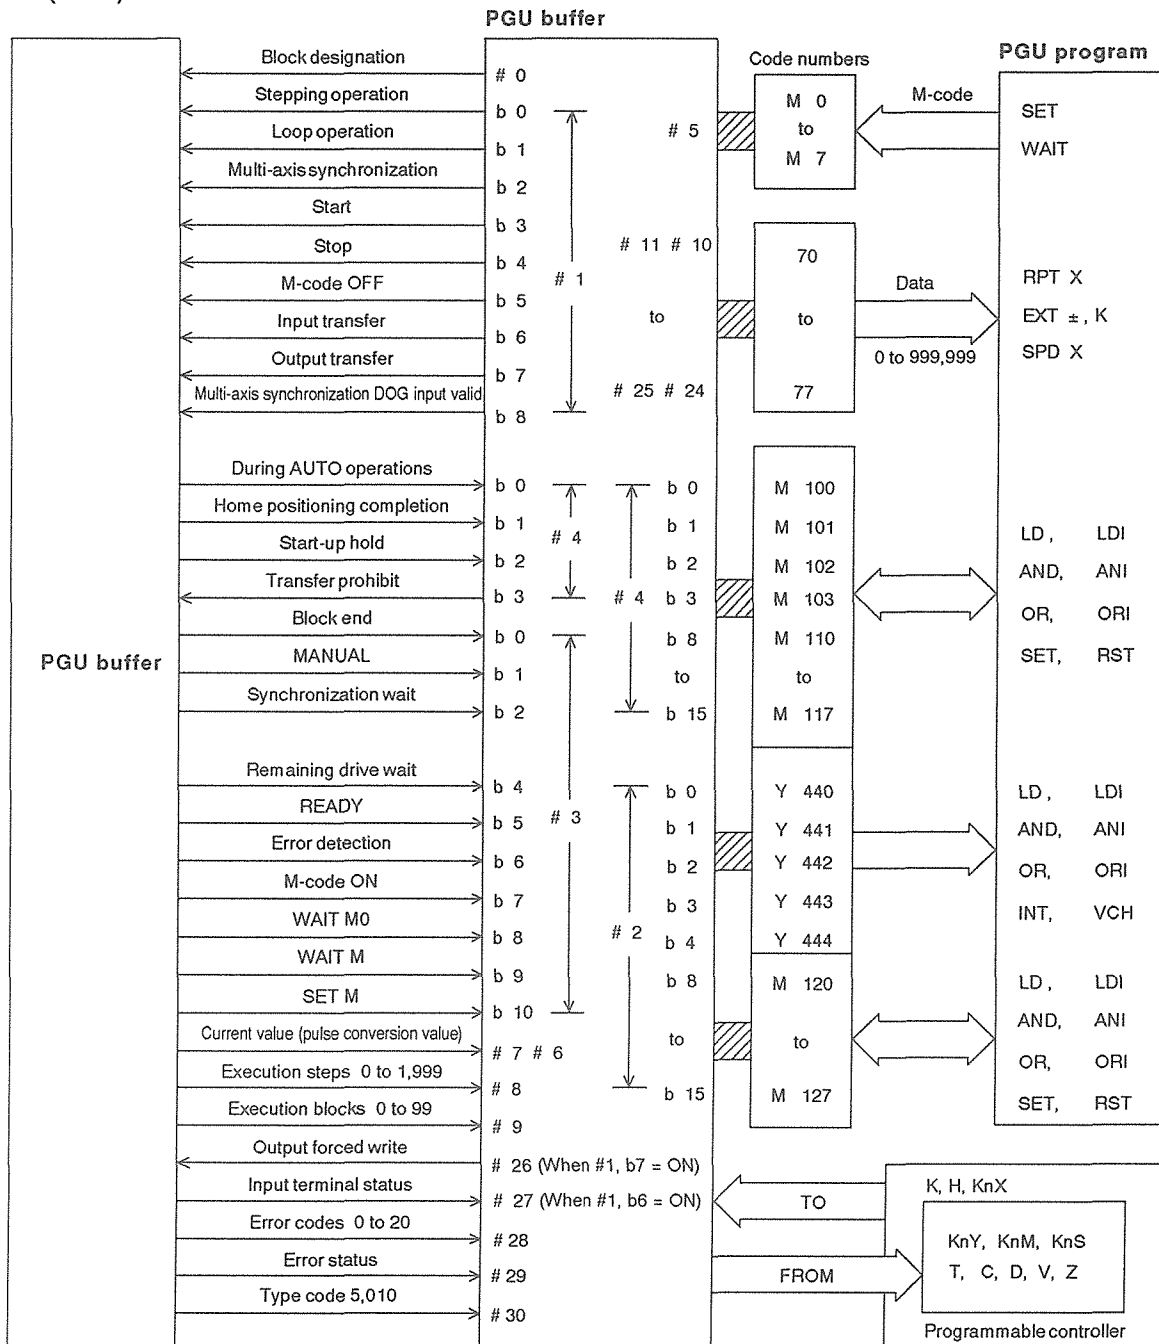 PGU buffer
PGU program
Code numbers
Block designation
# 0
Stepping operation
b 0
Loop operation
b 1
Multi-axis synchronization
b 2
Start
b 3
Stop
b 4
M-code OFF
b 5
Input transfer
b 6
Output transfer
b 7
Multi-axis synchronization DOG input valid
b 8
# 1
# 5
M 0
to
M 7
M-code
SET
WAIT
# 11 # 10
to
# 25 # 24
70
to
77
Data
0 to 999,999
RPT X
EXT ±, K
SPD X
During AUTO operations
b 0
Home positioning completion
b 1
Start-up hold
b 2
Transfer prohibit
b 3
# 4
Block end
b 0
MANUAL
b 1
Synchronization wait
b 2
PGU buffer
Remaining drive wait
b 4
READY
b 5
Error detection
b 6
M-code ON
b 7
WAIT M0
b 8
WAIT M
b 9
SET M
b 10
# 3
# 4
b 0
M 100
b 1
M 101
b 2
M 102
b 3
M 103
b 8
M 110
to
to
b 15
M 117
LD, LDI
AND, ANI
OR, ORI
SET, RST
# 2
b 0
Y 440
b 1
Y 441
b 2
Y 442
b 3
Y 443
b 4
Y 444
LD, LDI
AND, ANI
OR, ORI
INT, VCH
b 8
M 120
to
to
b 15
M 127
LD, LDI
AND, ANI
OR, ORI
SET, RST
Current value (pulse conversion value)
# 7 # 6
Execution steps 0 to 1,999
# 8
Execution blocks 0 to 99
# 9
Output forced write
# 26 (When #1, b7 = ON)
Input terminal status
# 27 (When #1, b6 = ON)
Error codes 0 to 20
# 28
Error status
# 29
Type code 5,010
# 30
TO
FROM
K, H, KnX
KnY, KnM, KnS
T, C, D, V, Z
Programmable controller